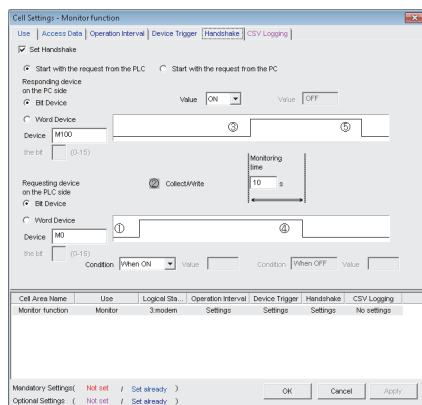 Cell Settings - Monitor function
Use Access Data Operation Interval Device Trigger Handshake CSV Logging
Set Handshake
Start with the request from the PLC Start with the request from the PC
Responding device
on the PC side
Bit Device
Value ON Value OFF
Word Device
③ ⑤
Device M100
the bit (0-15)
Monitoring
time
Requesting device
on the PLC side
② Collect/Write
10 s
Bit Device
Word Device
① ④
Device M0
the bit (0-15)
Condition When ON Value Condition When OFF Value
Cell Area Name Use Logical Sta... Operation Interval Device Trigger Handshake CSV Logging
Monitor function Monitor 3:modem Settings Settings Settings No settings
Mandatory Settings( Not set / Set already )
OK Cancel Apply
Optional Settings ( Not set / Set already )